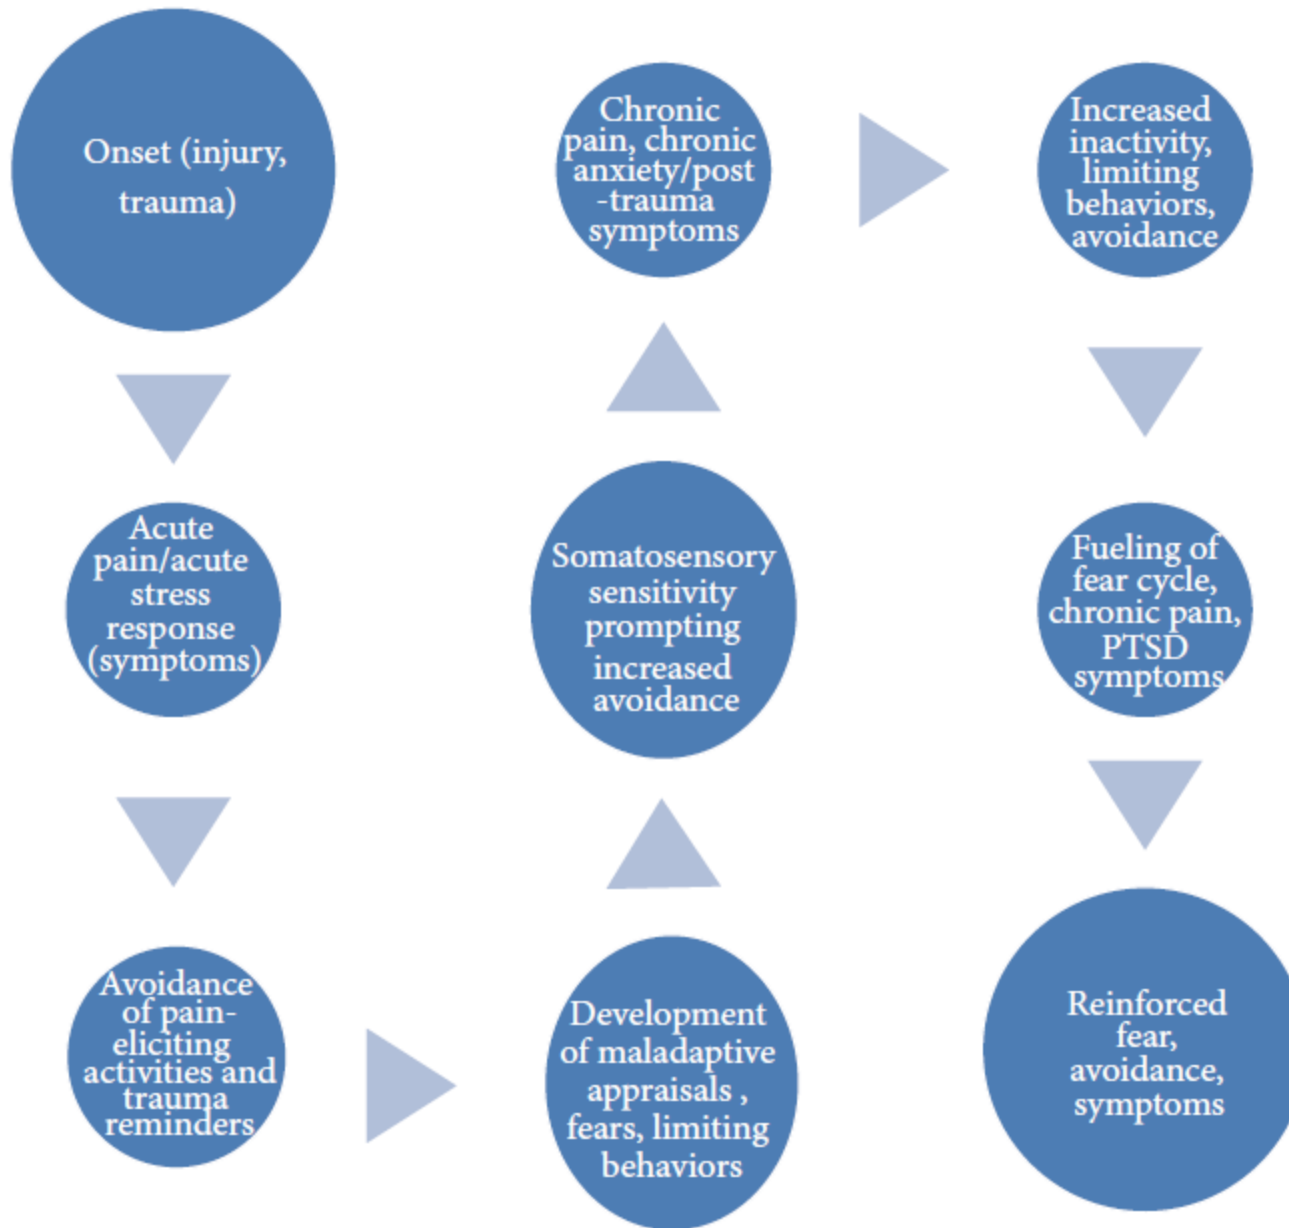 Onset (injury,
trauma)
Acute
pain/acute
stress
response
(symptoms)
Avoidance
of pain-
eliciting
activities and
trauma
reminders
Development
of maladaptive
appraisals ,
fears, limiting
behaviors
Somatosensory
sensitivity
prompting
increased
avoidance
Chronic
pain, chronic
anxiety/post
-trauma
symptoms
Increased
inactivity,
limiting
behaviors,
avoidance
Fueling of
fear cycle,
chronic pain,
PTSD
symptoms
Reinforced
fear,
avoidance,
symptoms